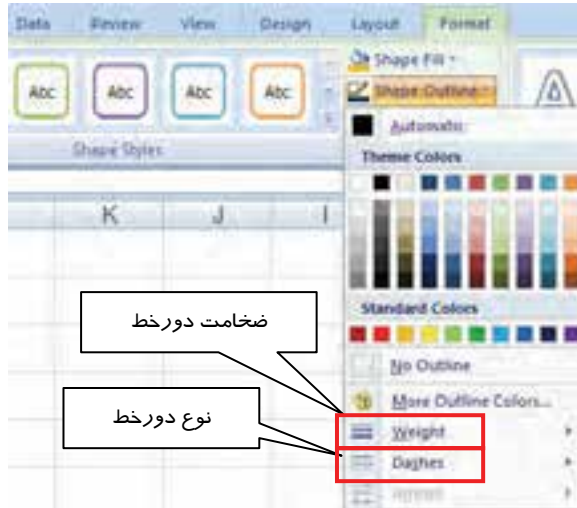 Data Review View Design Layout Format
Shape Fill
Abc Abc Abc Abc
Shape Outline
Automatic
Shape Styles
Theme Colors
K J I
Standard Colors
ضخامت دورخط
No Outline
More Outline Colors...
نوع دورخط
Weight
Dashes
Arrows